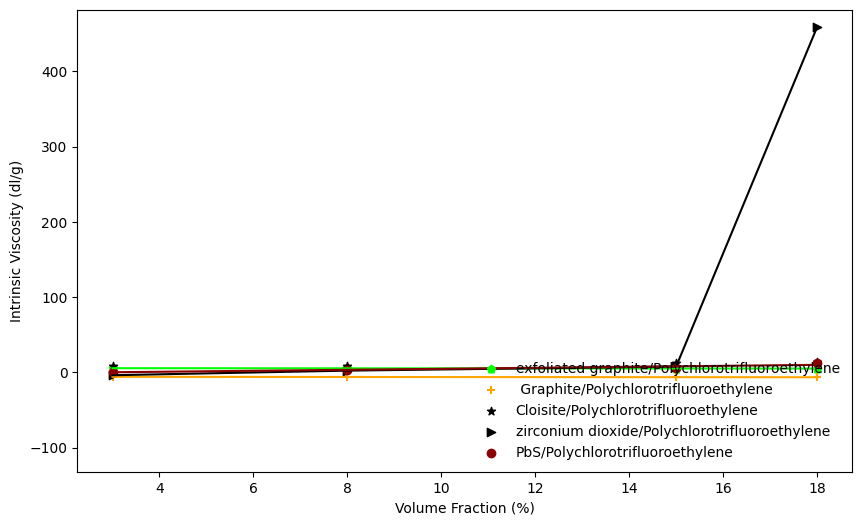 400
300
200
100
0
−100
Intrinsic Viscosity (dl/g)
exfoliated graphite/Polychlorotrifluoroethylene
Graphite/Polychlorotrifluoroethylene
Cloisite/Polychlorotrifluoroethylene
zirconium dioxide/Polychlorotrifluoroethylene
PbS/Polychlorotrifluoroethylene
4 6 8 10 12 14 16 18
Volume Fraction (%)